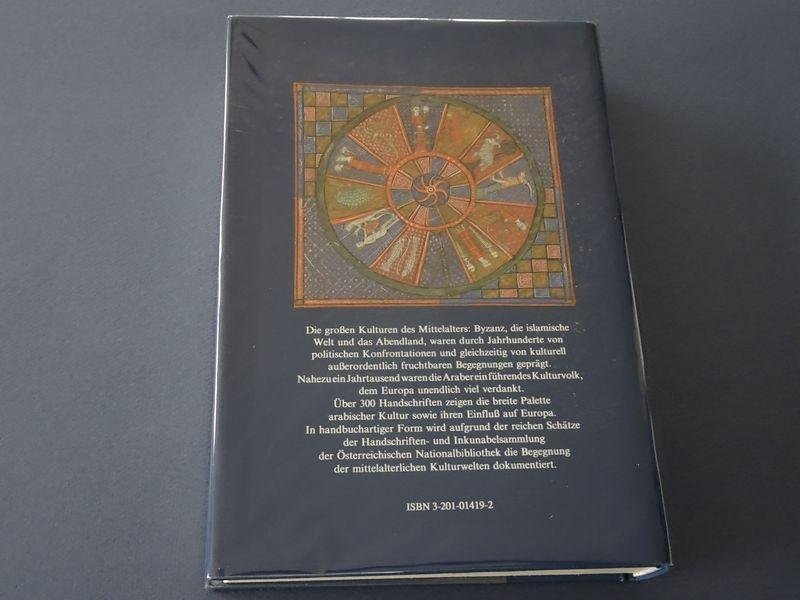 Die großen Kulturen des Mittelalters: Byzanz, die islamische
Welt und das Abendland, waren durch Jahrhunderte von
politischen Konfrontationen und gleichzeitig von kulturell
außerordentlich fruchtbaren Begegnungen geprägt.
Nahezu ein Jahrtausend waren die Araber ein führendes Kulturvolk,
dem Europa unendlich viel verdankt.
Über 300 Handschriften zeigen die breite Palette
arabischer Kultur sowie ihren Einfluß auf Europa.
In handbuchartiger Form wird aufgrund der reichen Schätze
der Handschriften- und Inkunabelsammlung
der Österreichischen Nationalbibliothek die Begegnung
der mittelalterlichen Kulturwelten dokumentiert.
ISBN 3-201-01419-2